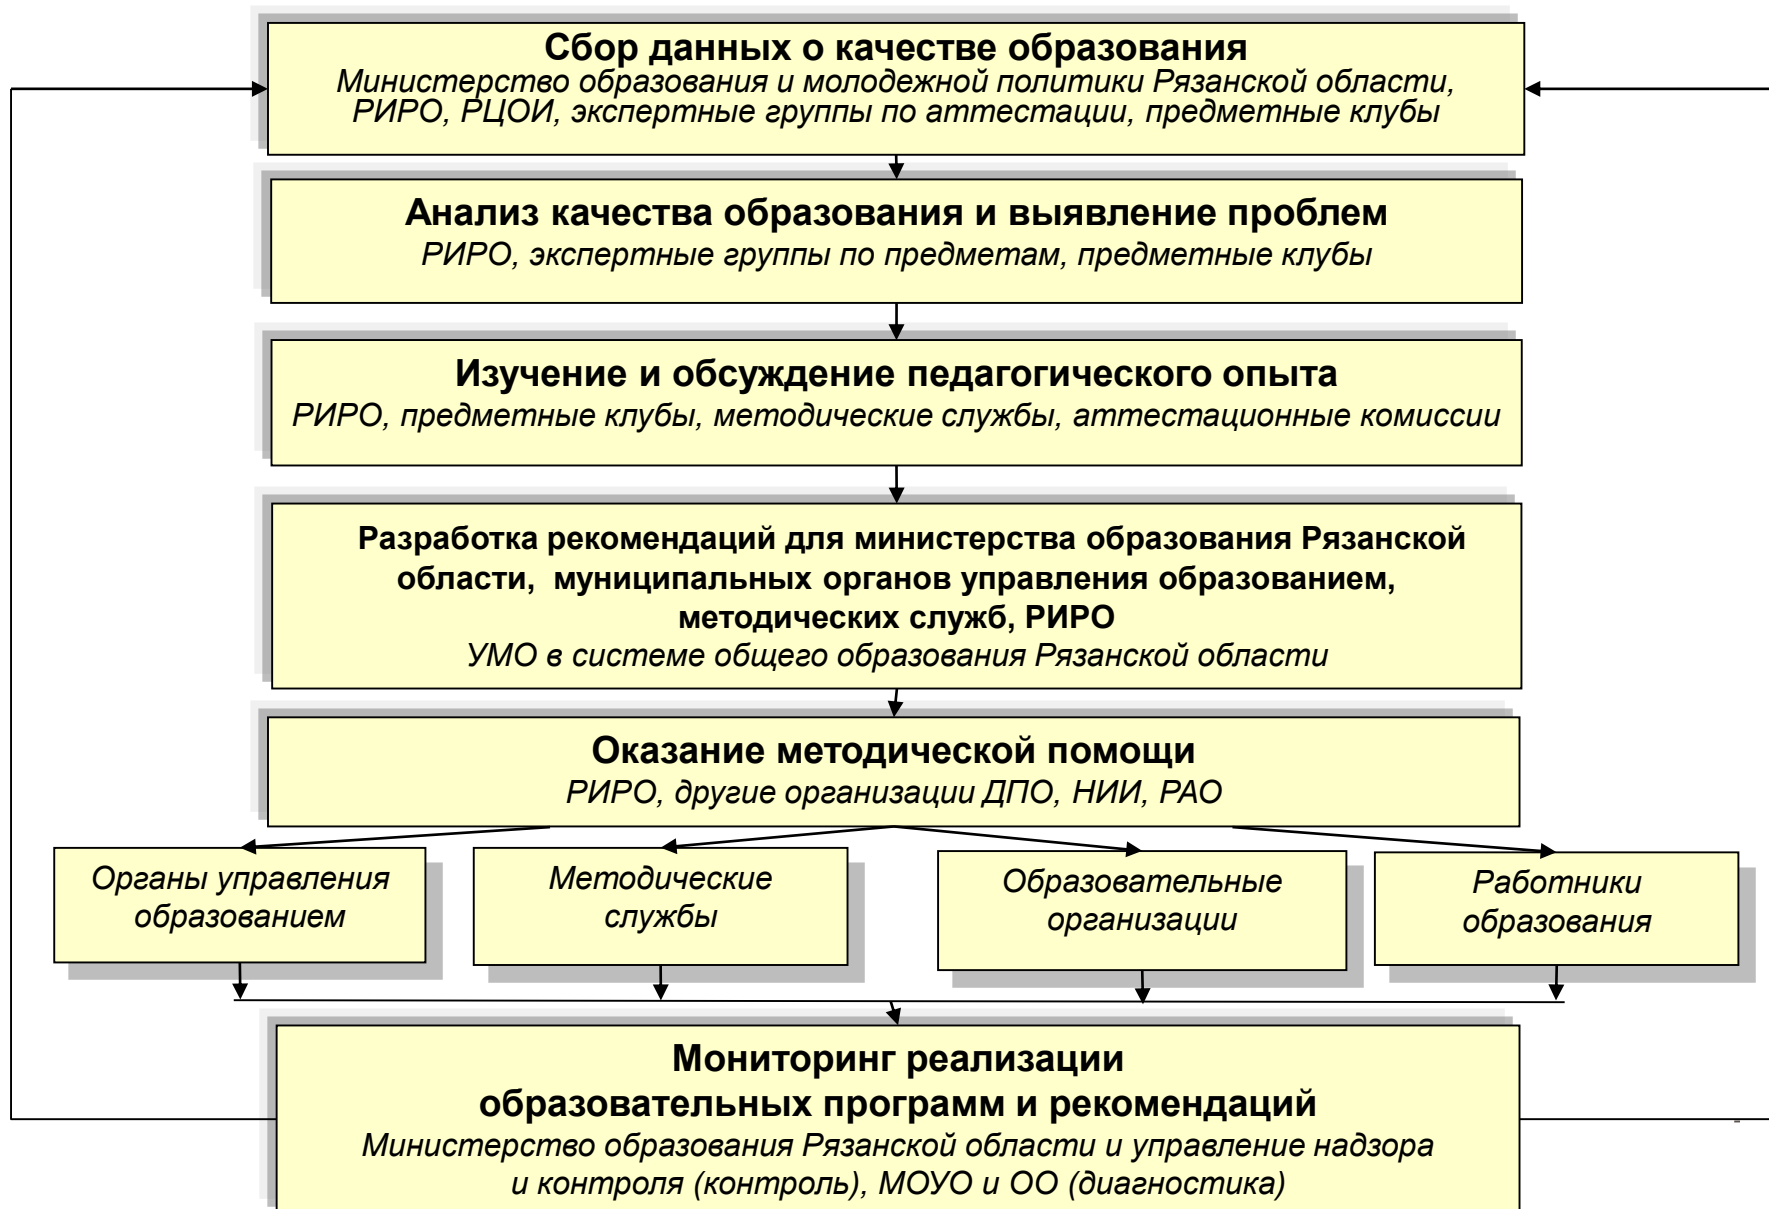 Сбор данных о качестве образования
Министерство образования и молодежной политики Рязанской области,
РИРО, РЦОИ, экспертные группы по аттестации, предметные клубы
Анализ качества образования и выявление проблем
РИРО, экспертные группы по предметам, предметные клубы
Изучение и обсуждение педагогического опыта
РИРО, предметные клубы, методические службы, аттестационные комиссии
Разработка рекомендаций для министерства образования Рязанской
области, муниципальных органов управления образованием,
методических служб, РИРО
УМО в системе общего образования Рязанской области
Оказание методической помощи
РИРО, другие организации ДПО, НИИ, РАО
Органы управления
образованием
Методические
службы
Образовательные
организации
Работники
образования
Мониторинг реализации
образовательных программ и рекомендаций
Министерство образования Рязанской области и управление надзора
и контроля (контроль), МОУО и ОО (диагностика)